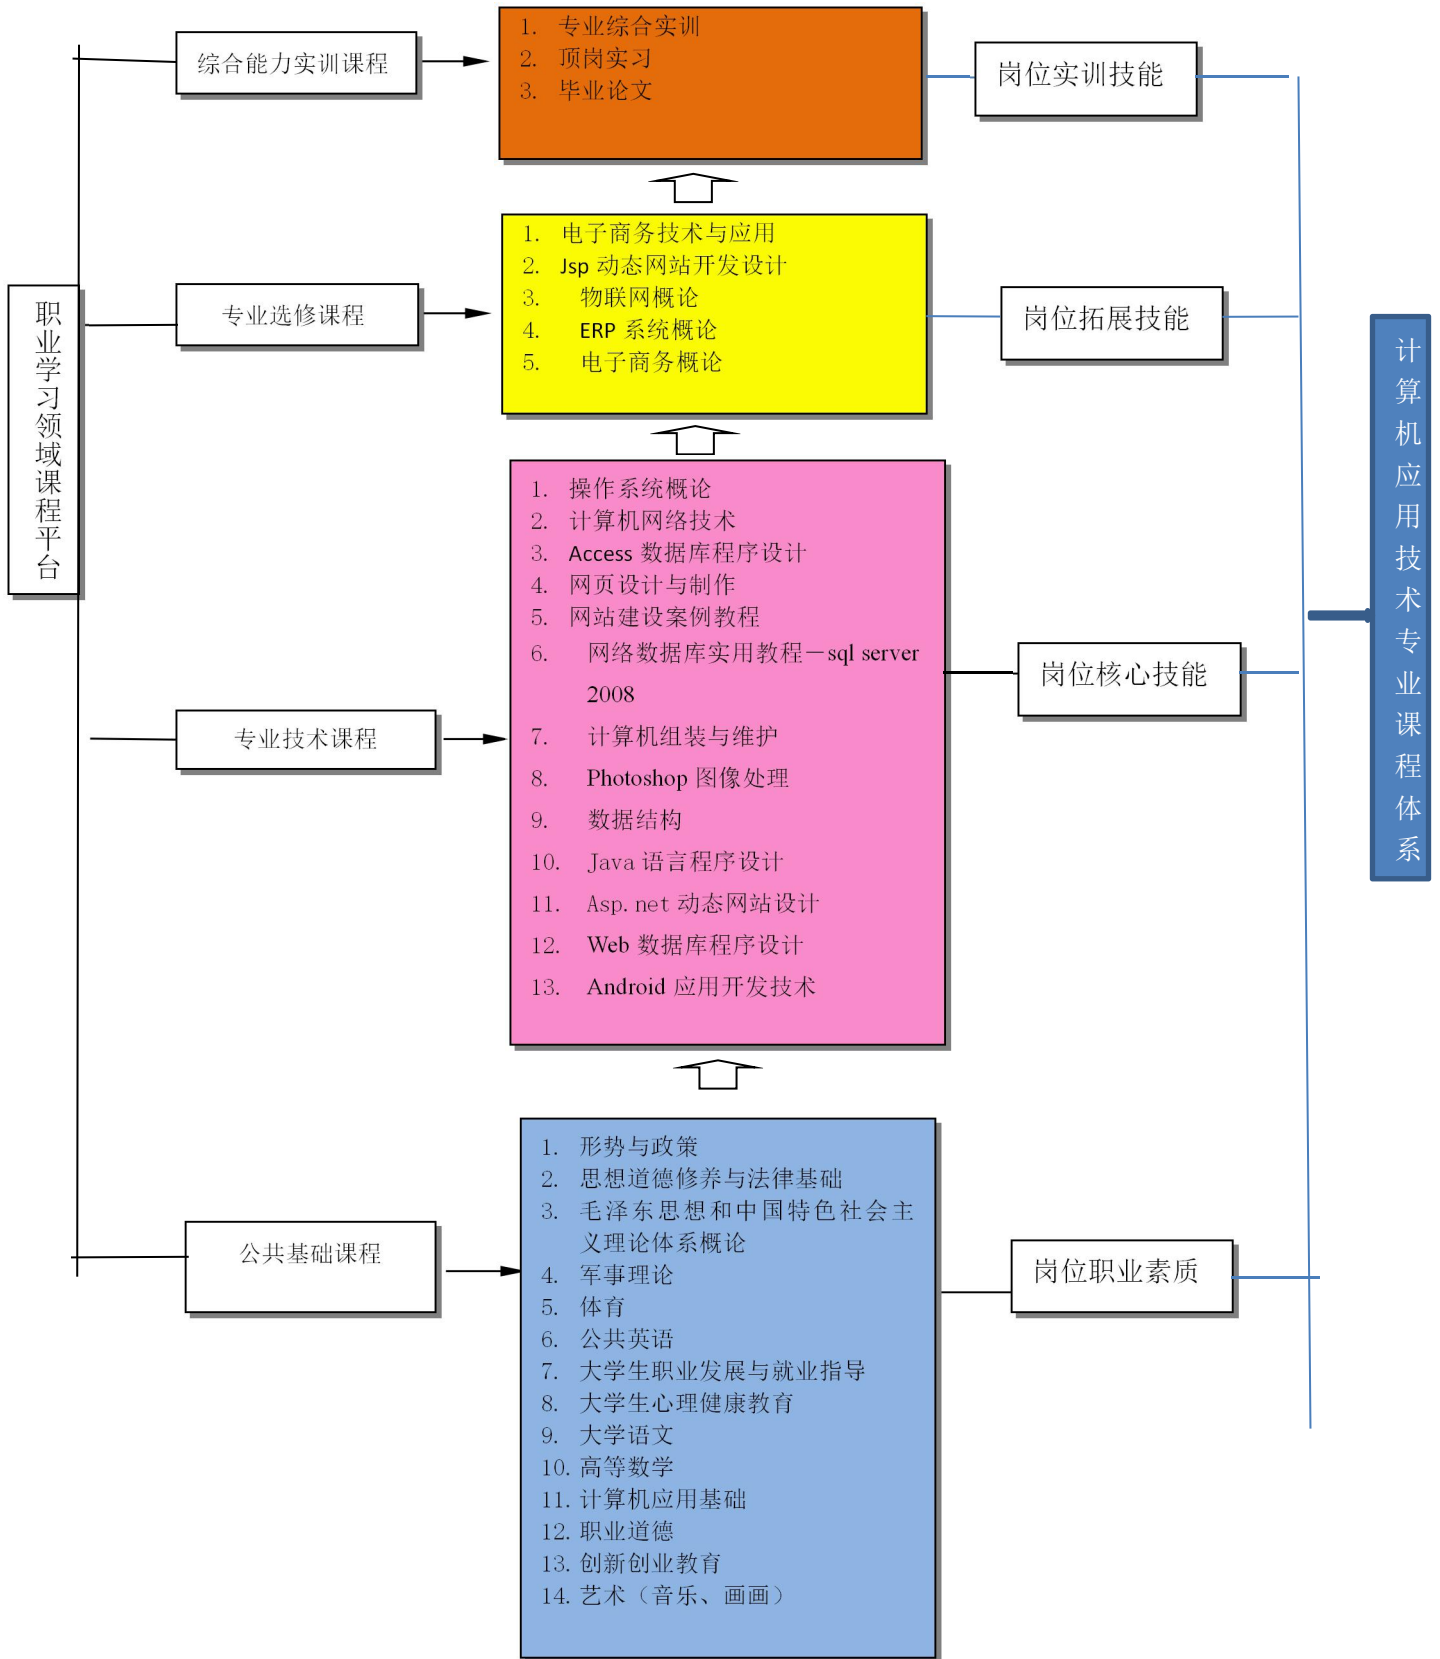 职业学习领域课程平台
综合能力实训课程
1. 专业综合实训
2. 顶岗实习
3. 毕业论文
岗位实训技能
专业选修课程
1. 电子商务技术与应用
2. Jsp 动态网站开发设计
3. 物联网概论
4. ERP 系统概论
5. 电子商务概论
岗位拓展技能
专业技术课程
1. 操作系统概论
2. 计算机网络技术
3. Access 数据库程序设计
4. 网页设计与制作
5. 网站建设案例教程
6. 网络数据库实用教程－sql server
2008
7. 计算机组装与维护
8. Photoshop 图像处理
9. 数据结构
10. Java 语言程序设计
11. Asp.net 动态网站设计
12. Web 数据库程序设计
13. Android 应用开发技术
岗位核心技能
公共基础课程
1. 形势与政策
2. 思想道德修养与法律基础
3. 毛泽东思想和中国特色社会主
义理论体系概论
4. 军事理论
5. 体育
6. 公共英语
7. 大学生职业发展与就业指导
8. 大学生心理健康教育
9. 大学语文
10. 高等数学
11. 计算机应用基础
12. 职业道德
13. 创新创业教育
14. 艺术（音乐、画画）
岗位职业素质
计算机应用技术专业课程体系